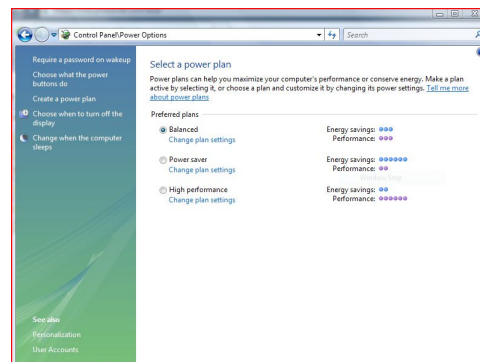 Control Panel\Power Options
Search
Require a password on wakeup
Choose what the power
buttons do
Create a power plan
Choose when to turn off the
display
Change when the computer
sleeps
See also
Personalization
User Accounts
Select a power plan
Power plans can help you maximize your computer's performance or conserve energy. Make a plan
active by selecting it, or choose a plan and customize it by changing its power settings. Tell me more
about power plans
Preferred plans
Balanced
Change plan settings
Energy savings:
Performance:
Power saver
Change plan settings
Energy savings:
Performance:
Window Snip
High performance
Change plan settings
Energy savings:
Performance: